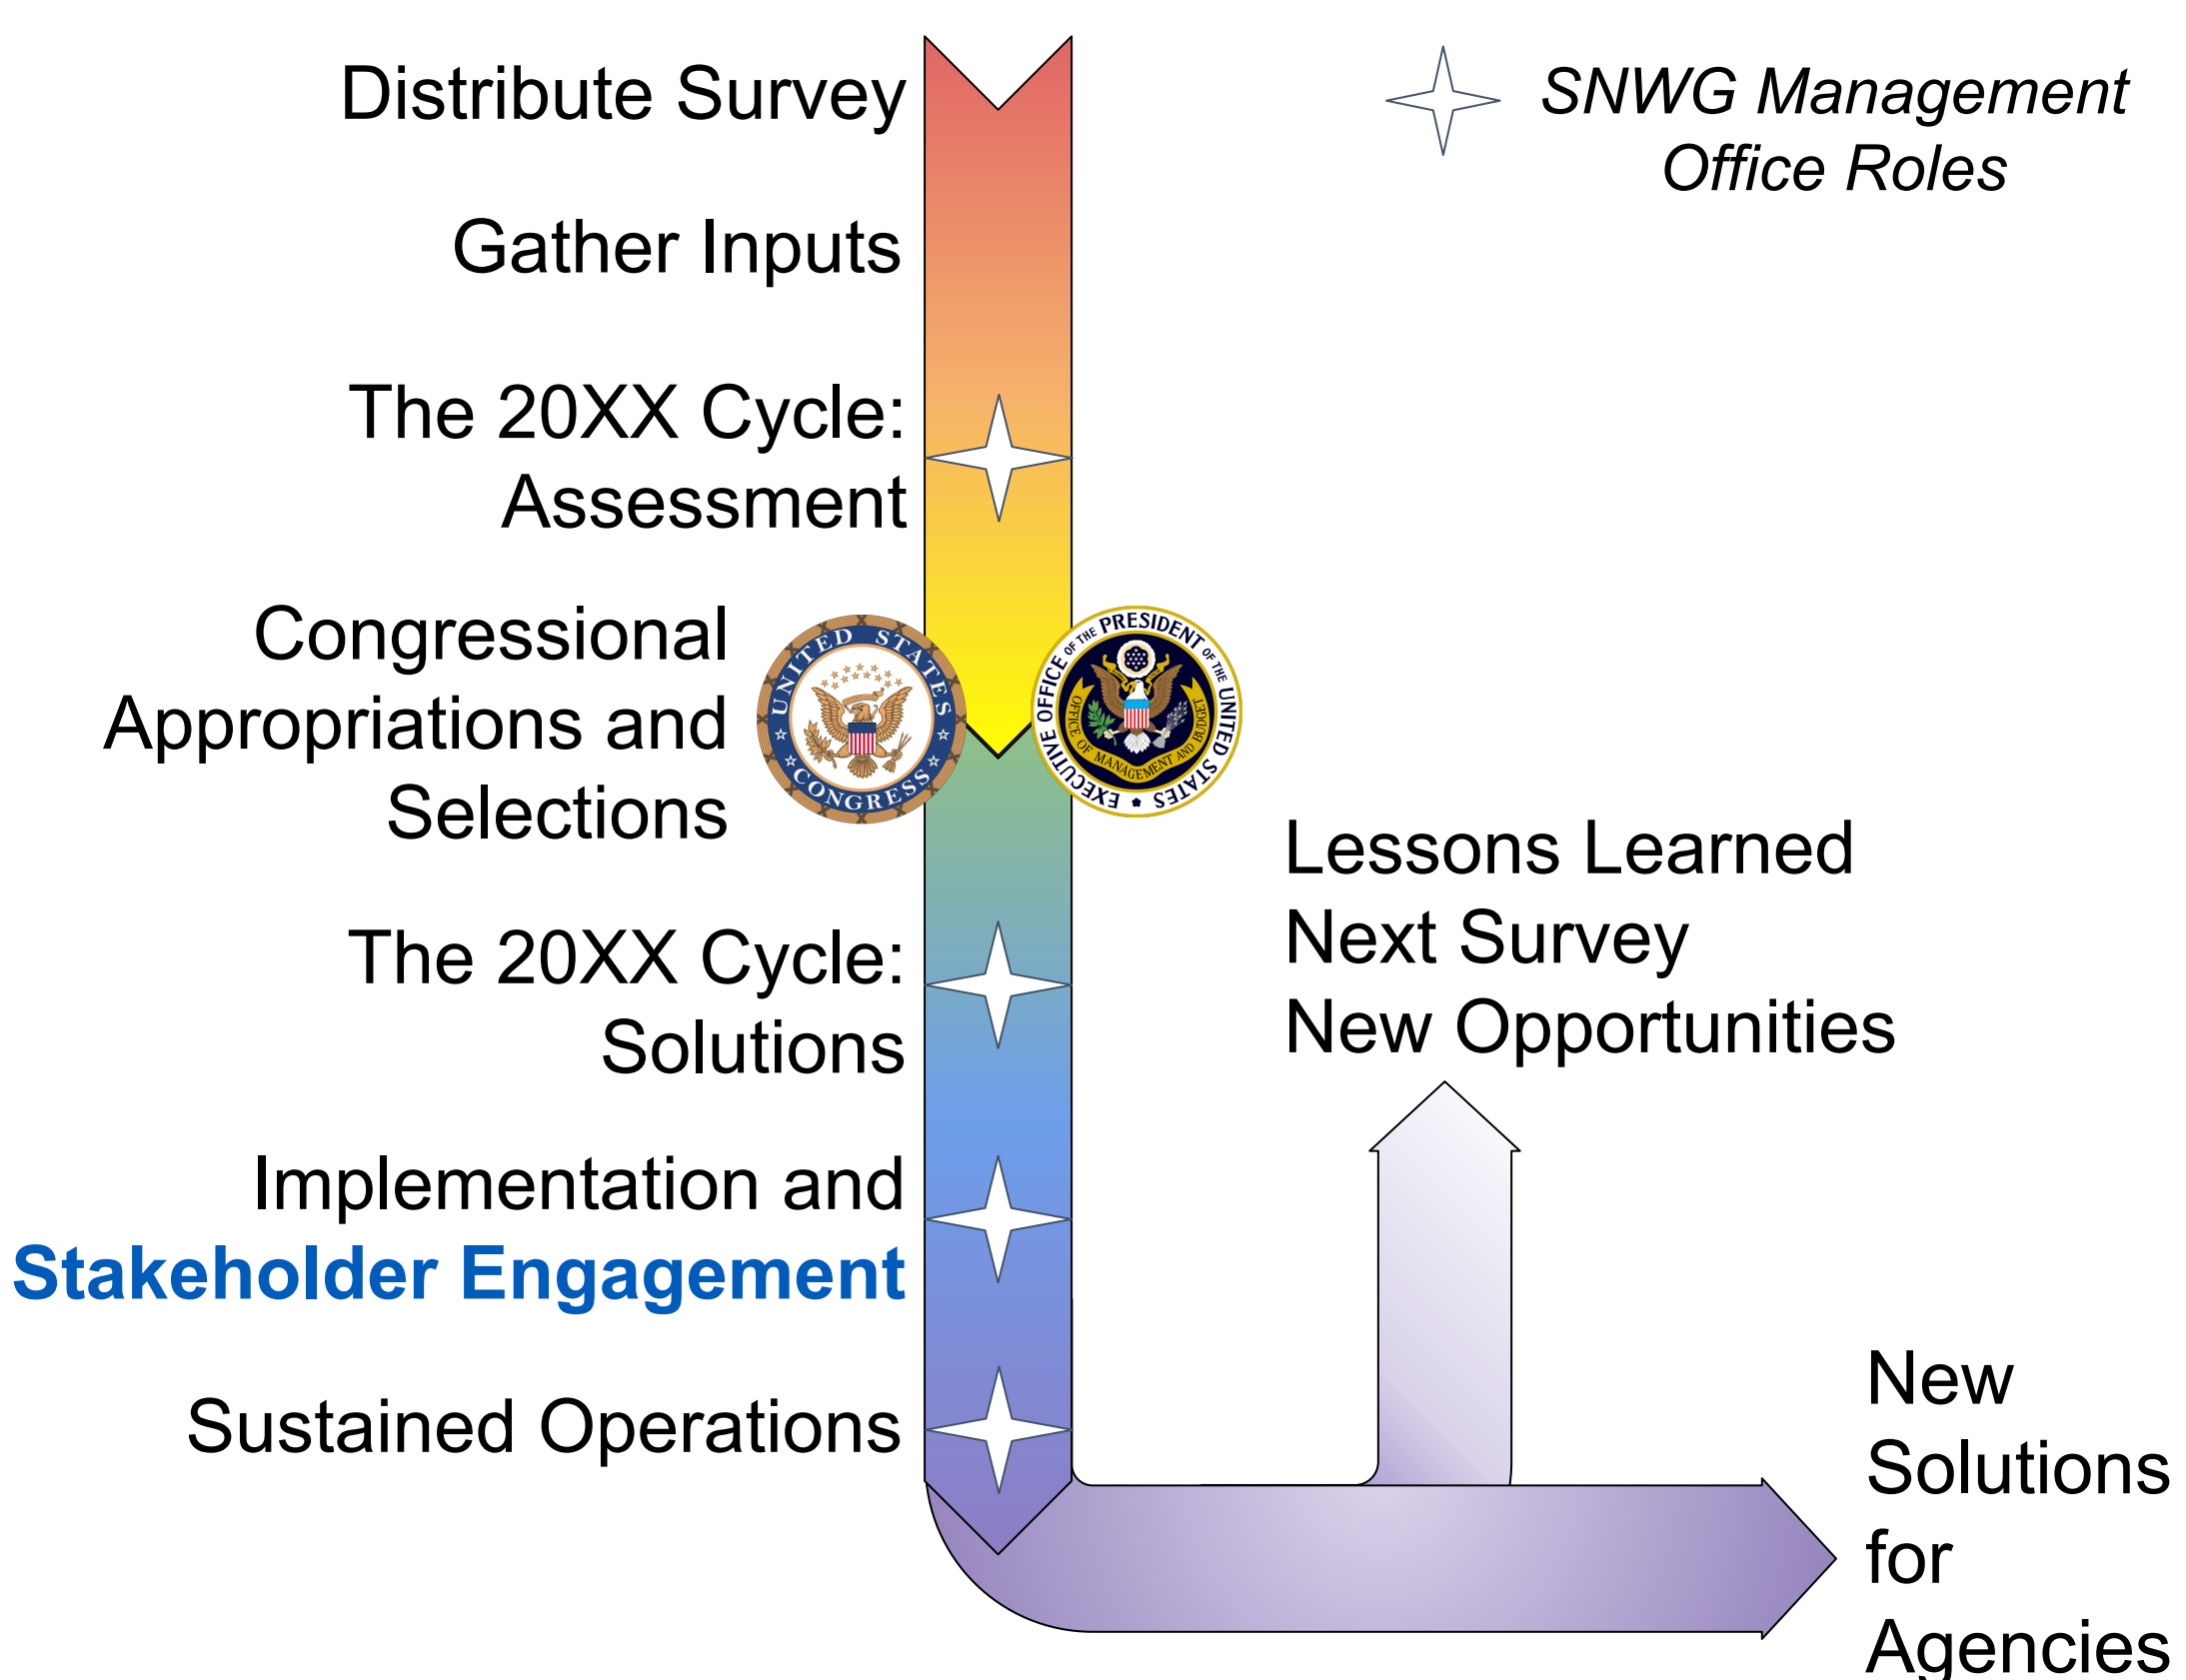 Distribute Survey
SNWG Management
Office Roles
Gather Inputs
The 20XX Cycle:
Assessment
Congressional
Appropriations and
Selections
UNITED STATES
CONGRESS
EXECUTIVE OFFICE OF THE PRESIDENT OF THE UNITED STATES
OFFICE OF MANAGEMENT AND BUDGET
The 20XX Cycle:
Solutions
Lessons Learned
Next Survey
New Opportunities
Implementation and
Stakeholder Engagement
Sustained Operations
New
Solutions
for
Agencies